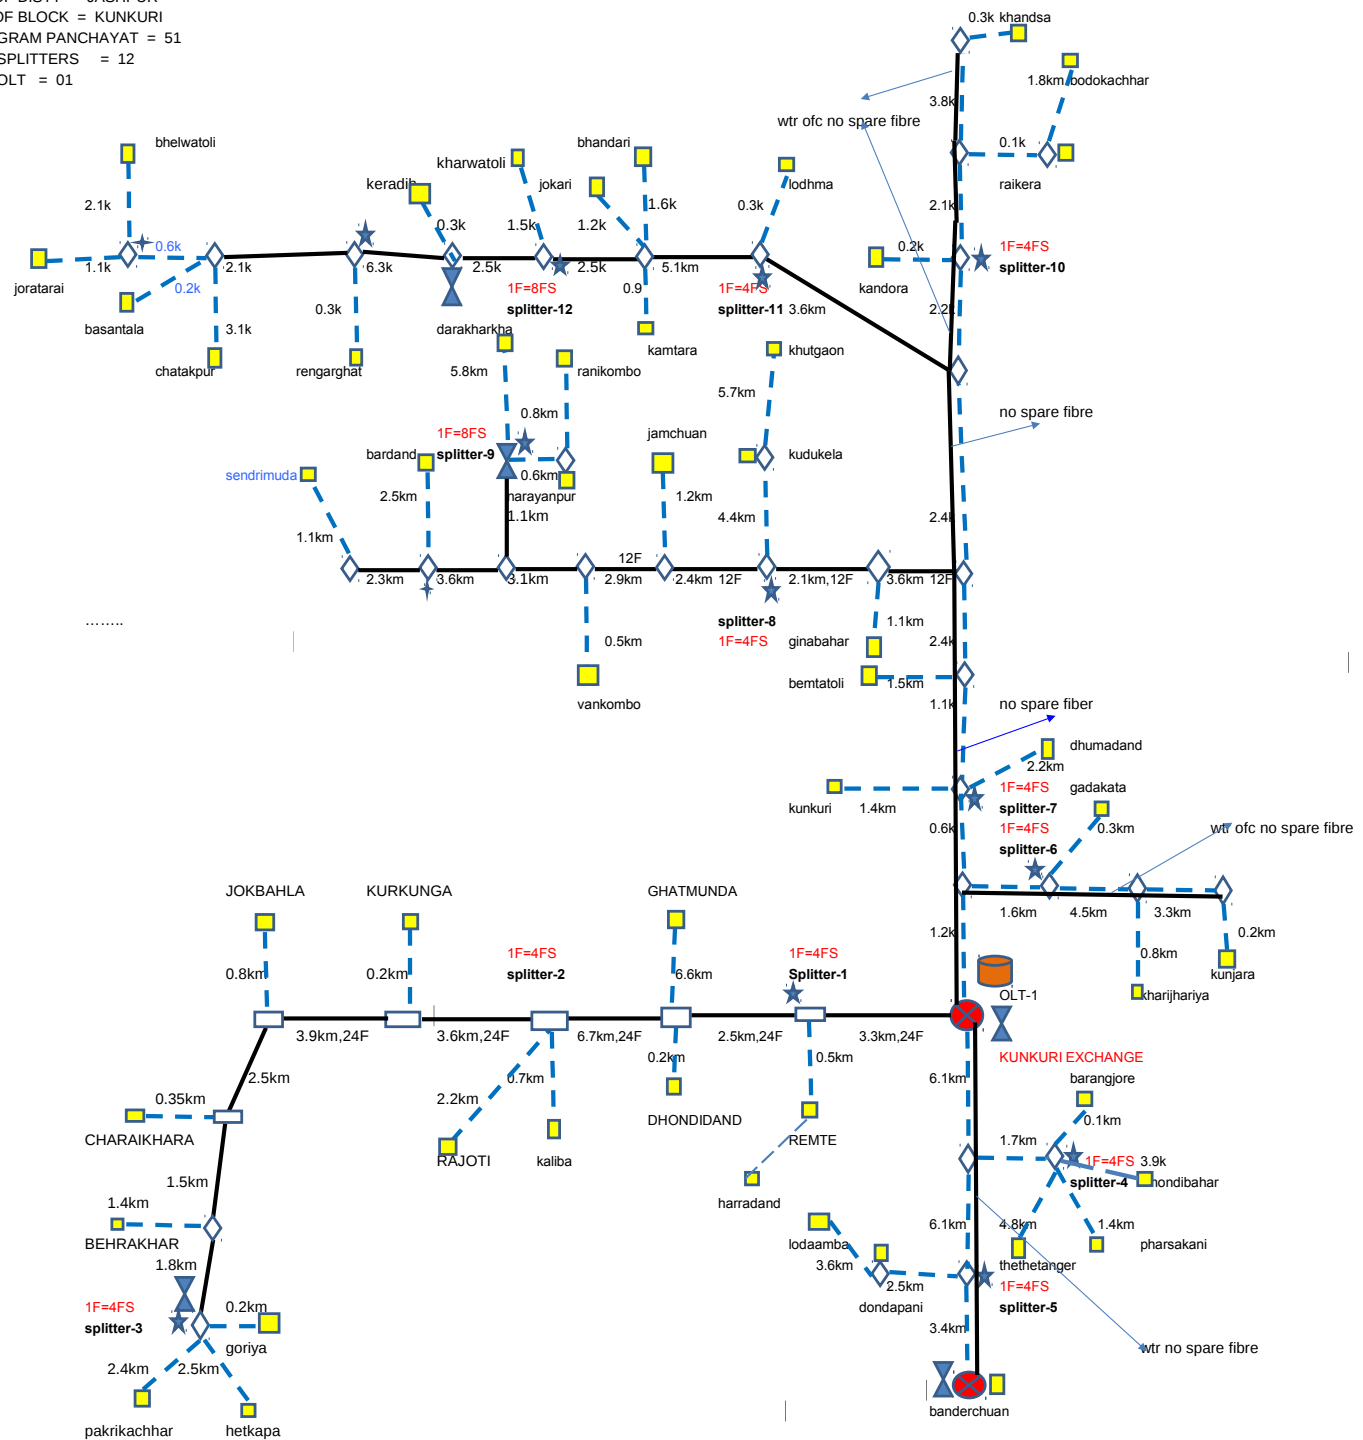 OF BLOCK = KUNKURI
GRAM PANCHAYAT = 51
SPLITTERS = 12
OLT = 01
0.3k khandsa
1.8km bodokachhar
3.8k
wtr ofc no spare fibre
0.1k
raikera
bhelwatoli
bhandari
kharwatoli
keradih
jokari
lodhma
2.1k
0.3k
1.5k
1.2k
1.6k
0.3k
2.1k
0.6k
0.2k
1F=4FS
splitter-10
1.1k
2.1k
6.3k
2.5k
2.5k
5.1km
joratarai
0.2k
1F=8FS
0.9
1F=4FS
kandora
basantala
0.3k
splitter-12
splitter-11 3.6km
2.2k
3.1k
darakharkha
kamtara
khutgaon
chatakpur
rengarghat
5.8km
ranikombo
5.7km
0.8km
no spare fibre
1F=8FS
jamchuan
bardand
splitter-9
kudukela
sendrimuda
0.6km
2.5km
narayanpur
1.2km
1.1km
4.4km
2.4k
1.1km
12F
2.3km
3.6km
3.1km
2.9km
2.4km 12F
2.1km,12F
3.6km 12F
........
splitter-8
1.1km
0.5km
1F=4FS
ginabahar
2.4k
bemtatoli
1.5km
vankombo
1.1k
no spare fiber
dhumadand
2.2km
1F=4FS
gadakata
kunkuri
1.4km
splitter-7
0.6k
1F=4FS
0.3km
wtr ofc no spare fibre
splitter-6
JOKBAHLA
KURKUNGA
GHATMUNDA
1.6km
4.5km
3.3km
1.2k
0.2km
1F=4FS
1F=4FS
0.8km
0.8km
0.2km
splitter-2
6.6km
Splitter-1
kunjara
OLT-1
kharijhariya
3.9km,24F
3.6km,24F
6.7km,24F
2.5km,24F
3.3km,24F
0.2km
0.5km
KUNKURI EXCHANGE
2.5km
0.7km
6.1km
barangjore
0.35km
2.2km
0.1km
DHONDIDAND
CHARAIKHARA
REMTE
1.7km
RAJOTI
kaliba
1F=4FS 3.9k
1.5km
splitter-4
1.4km
harradand
6.1km
4.8km
1.4km
BEHRAKHAR
lodaamba
pharsakani
1.8km
3.6km
thethetanger
2.5km
1F=4FS
1F=4FS
0.2km
dondapani
splitter-5
splitter-3
3.4km
goriya
wtr no spare fibre
2.4km
2.5km
banderchuan
pakrikachhar
hetkapa